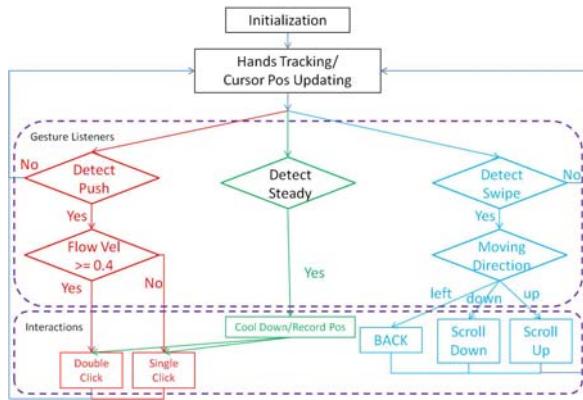 Initialization
Hands Tracking/
Cursor Pos Updating
Gesture Listeners
No
Detect
Push
Detect
Steady
Detect
Swipe
No
Yes
Yes
Flow Vel
>= 0.4
Moving
Direction
Yes
No
Yes
left
down
up
Interactions
Cool Down/Record Pos
BACK
Scroll
Down
Scroll
Up
Double
Click
Single
Click